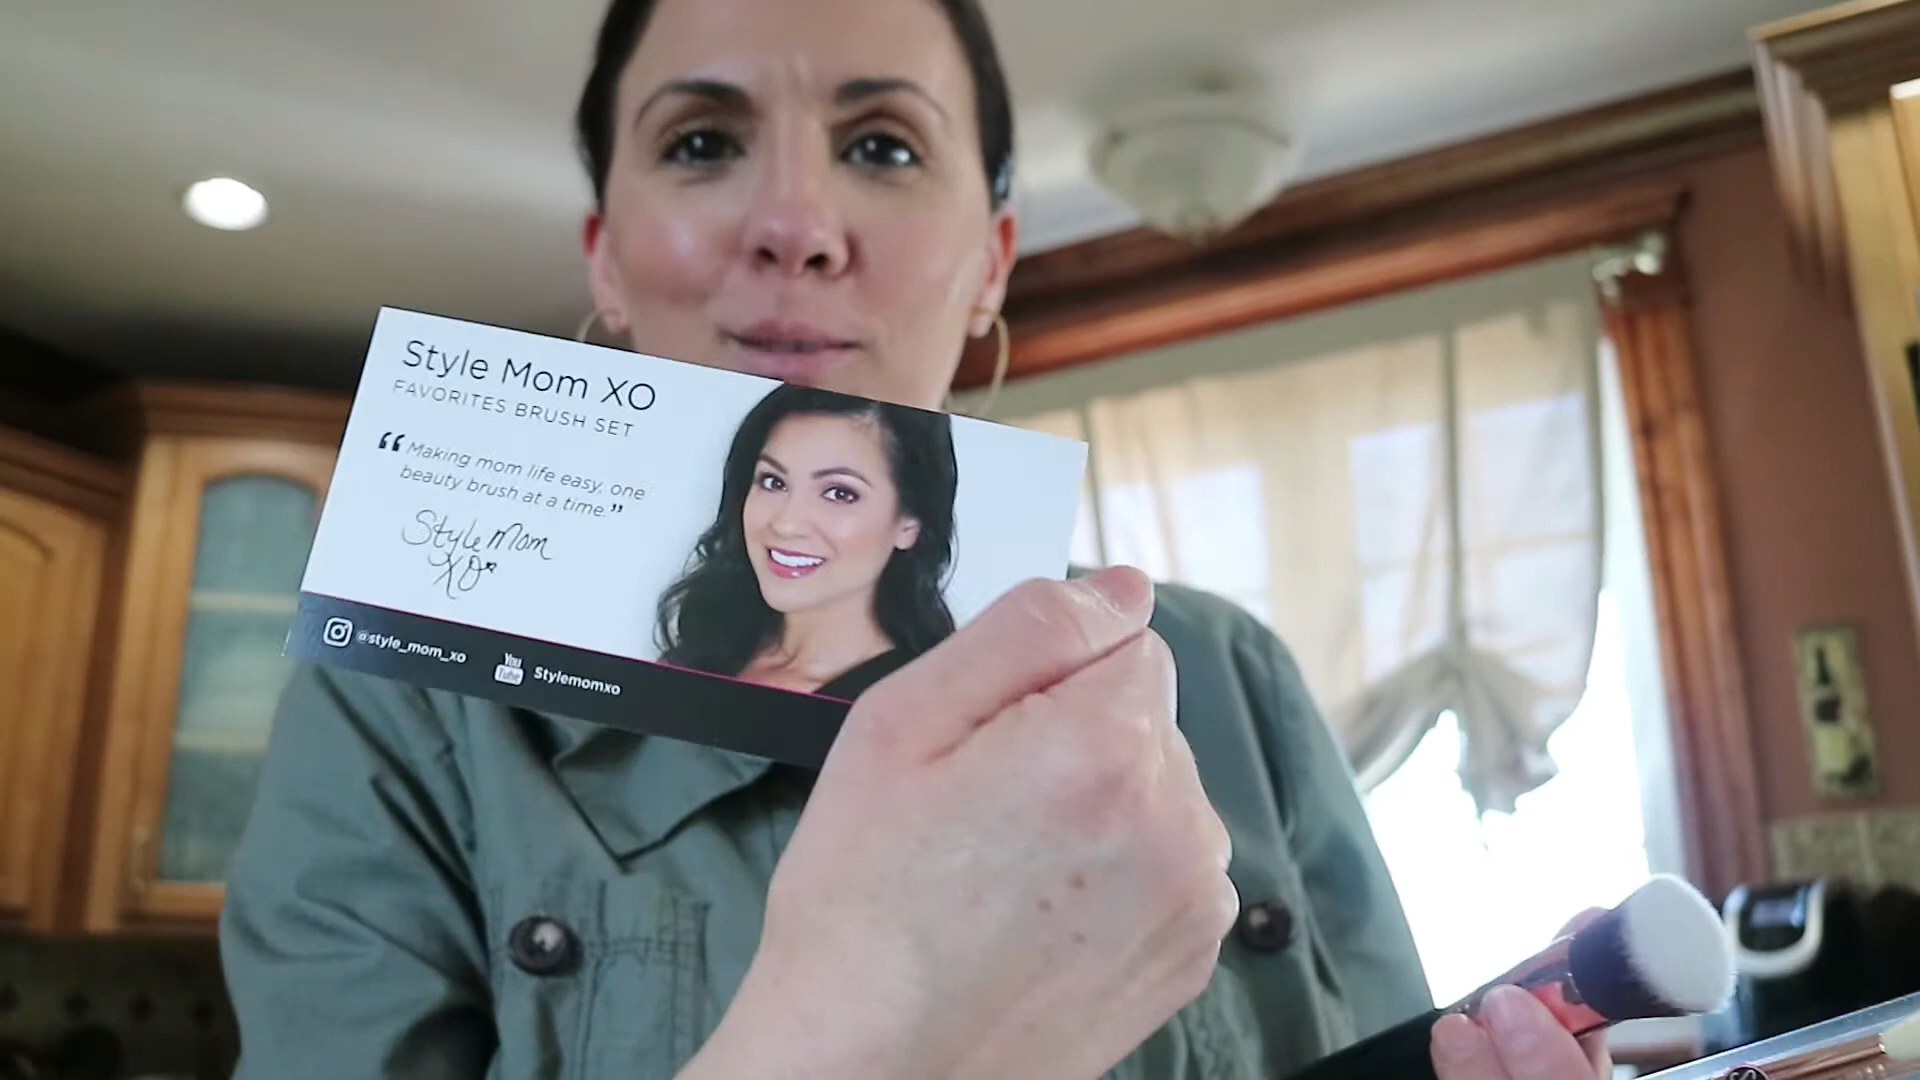 Style Mom XO
FAVORITES BRUSH SET
“Making mom life easy, one
beauty brush at a time.”
Style Mom
XO
@style_mom_xo
You
Tube
Stylemomxo